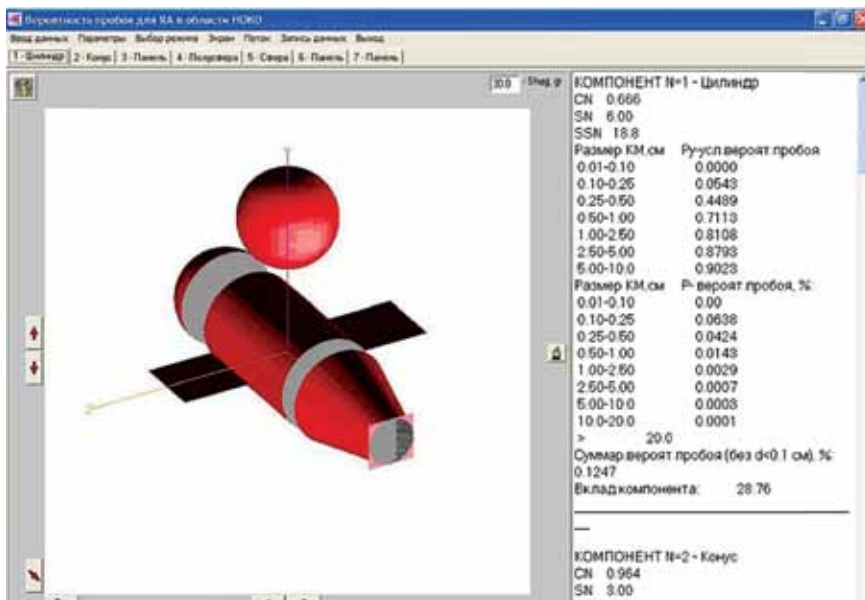 Вероятность пробоя для КА в области НОКО
Ввод данных Параметры Выбор режима Экран Поток Запись данных Выход
1 - Цилиндр 2 - Конус 3 - Панель 4 - Полусфера 5 - Сфера 6 - Панель 7 - Панель
30.0 Shag, gr
КОМПОНЕНТ N=1 - Цилиндр
CN 0.666
SN 6.00
SSN 18.8
Размер КМ,см Ру-усл.вероят.пробоя
0.01-0.10 0.0000
0.10-0.25 0.0543
0.25-0.50 0.4489
0.50-1.00 0.7113
1.00-2.50 0.8108
2.50-5.00 0.8793
5.00-10.0 0.9023
Размер КМ,см Р- вероят.пробоя, %:
0.01-0.10 0.00
0.10-0.25 0.0638
0.25-0.50 0.0424
0.50-1.00 0.0143
1.00-2.50 0.0029
2.50-5.00 0.0007
5.00-10.0 0.0003
10.0-20.0 0.0001
> 20.0
Суммар.вероят.пробоя (без d<0.1 см), %:
0.1247
Вклад компонента: 28.76
КОМПОНЕНТ N=2 - Конус
CN 0.964
SN 3.00